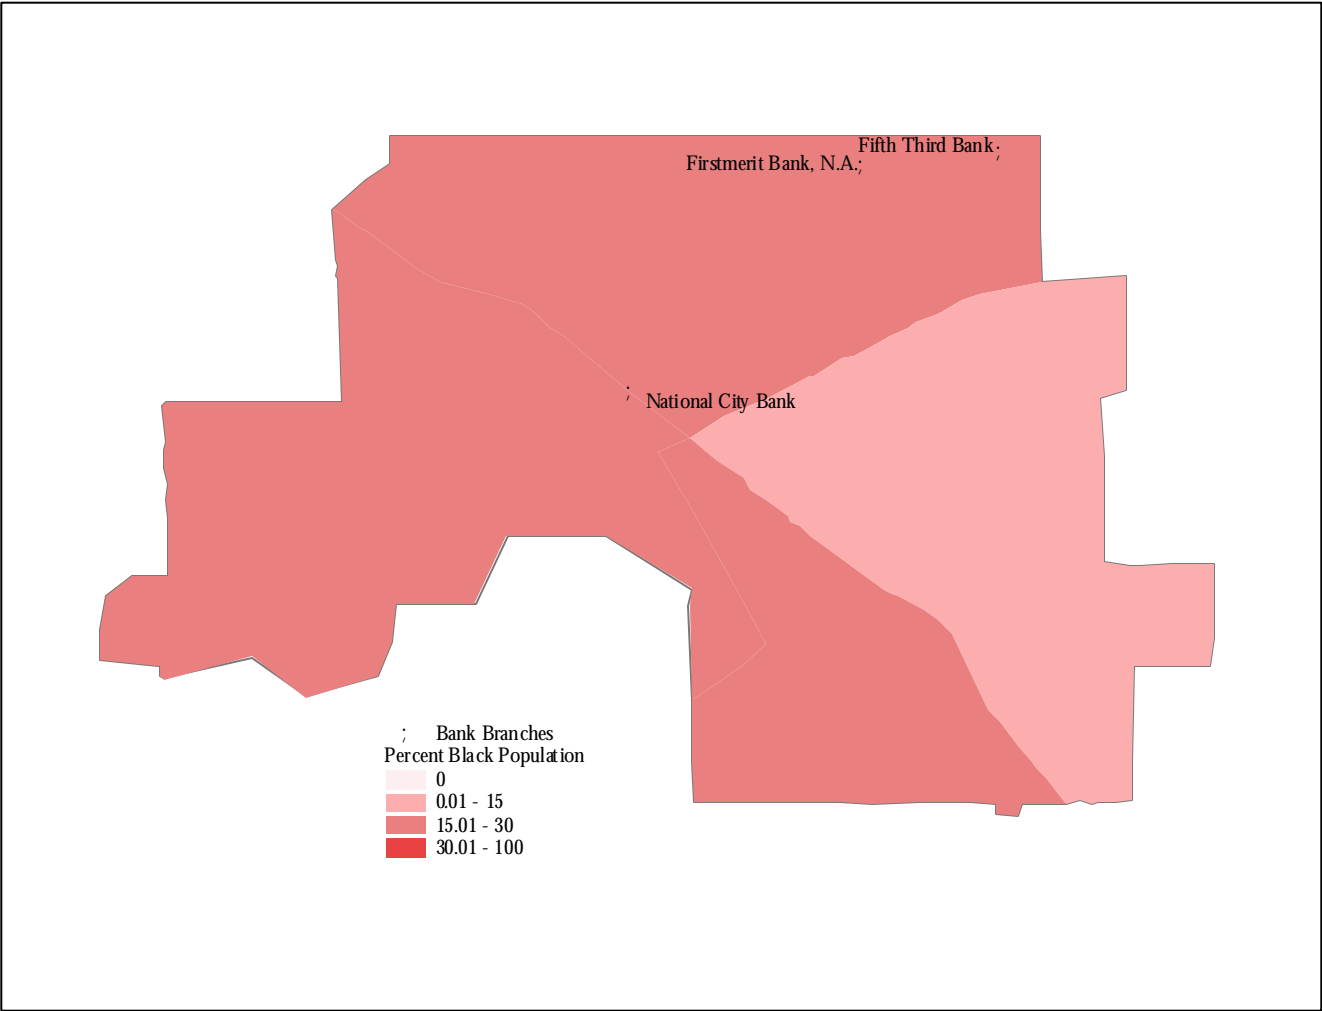 Fifth Third Bank ;
Firstmerit Bank, N.A. ;
;
National City Bank
; Bank Branches
Percent Black Population
0
0.01 - 15
15.01 - 30
30.01 - 100